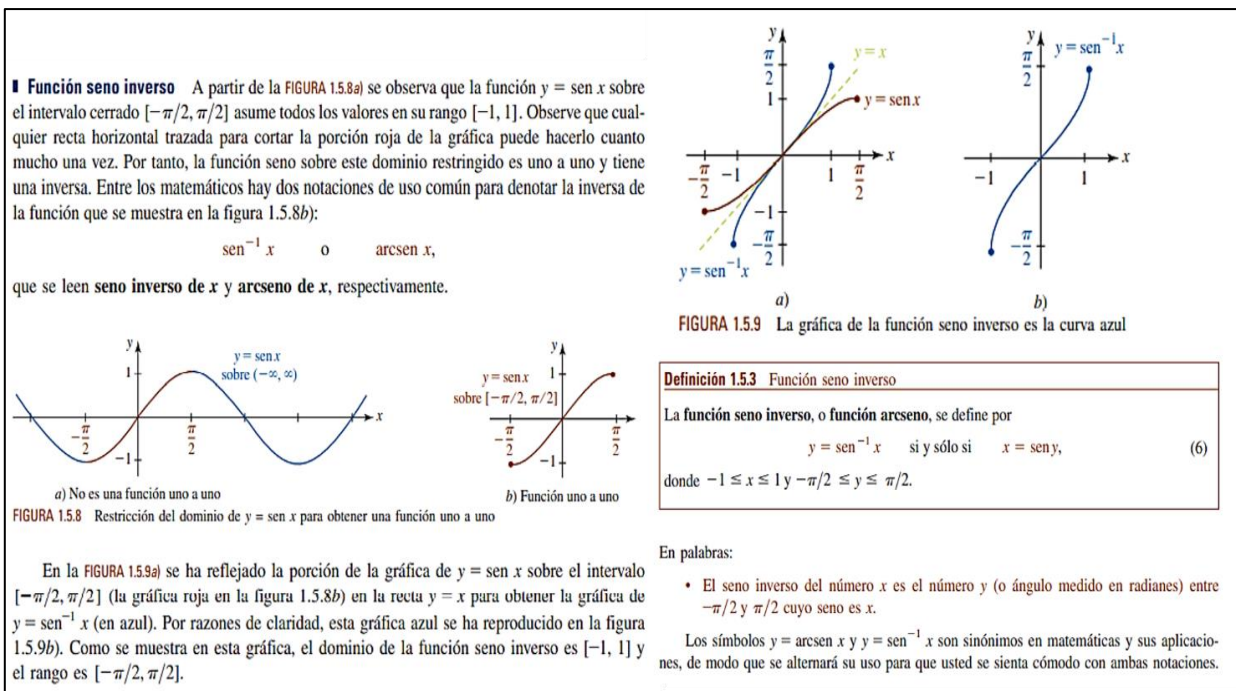 Función seno inverso A partir de la FIGURA 1.5.8a) se observa que la función y = sen x sobre
el intervalo cerrado [−π/2, π/2] asume todos los valores en su rango [−1, 1]. Observe que cual-
quier recta horizontal trazada para cortar la porción roja de la gráfica puede hacerlo cuanto
mucho una vez. Por tanto, la función seno sobre este dominio restringido es uno a uno y tiene
una inversa. Entre los matemáticos hay dos notaciones de uso común para denotar la inversa de
la función que se muestra en la figura 1.5.8b):
sen⁻¹ x o arcsen x,
que se leen seno inverso de x y arcseno de x, respectivamente.
y
1
y = sen x
sobre (−∞, ∞)
x
−π/2
π/2
−1
a) No es una función uno a uno
y
y = sen x
sobre [−π/2, π/2]
1
x
−π/2
π/2
−1
b) Función uno a uno
FIGURA 1.5.8 Restricción del dominio de y = sen x para obtener una función uno a uno
En la FIGURA 1.5.9a) se ha reflejado la porción de la gráfica de y = sen x sobre el intervalo
[−π/2, π/2] (la gráfica roja en la figura 1.5.8b) en la recta y = x para obtener la gráfica de
y = sen⁻¹ x (en azul). Por razones de claridad, esta gráfica azul se ha reproducido en la figura
1.5.9b). Como se muestra en esta gráfica, el dominio de la función seno inverso es [−1, 1] y
el rango es [−π/2, π/2].
y
π/2
y = x
1
y = sen x
x
−π/2
−1
1
π/2
−1
−π/2
y = sen⁻¹x
a)
y
π/2
y = sen⁻¹x
x
−1
1
−π/2
b)
FIGURA 1.5.9 La gráfica de la función seno inverso es la curva azul
Definición 1.5.3 Función seno inverso
La función seno inverso, o función arcseno, se define por
y = sen⁻¹ x si y sólo si x = sen y, (6)
donde −1 ≤ x ≤ 1 y −π/2 ≤ y ≤ π/2.
En palabras:
• El seno inverso del número x es el número y (o ángulo medido en radianes) entre
−π/2 y π/2 cuyo seno es x.
Los símbolos y = arcsen x y y = sen⁻¹ x son sinónimos en matemáticas y sus aplicacio-
nes, de modo que se alternará su uso para que usted se sienta cómodo con ambas notaciones.